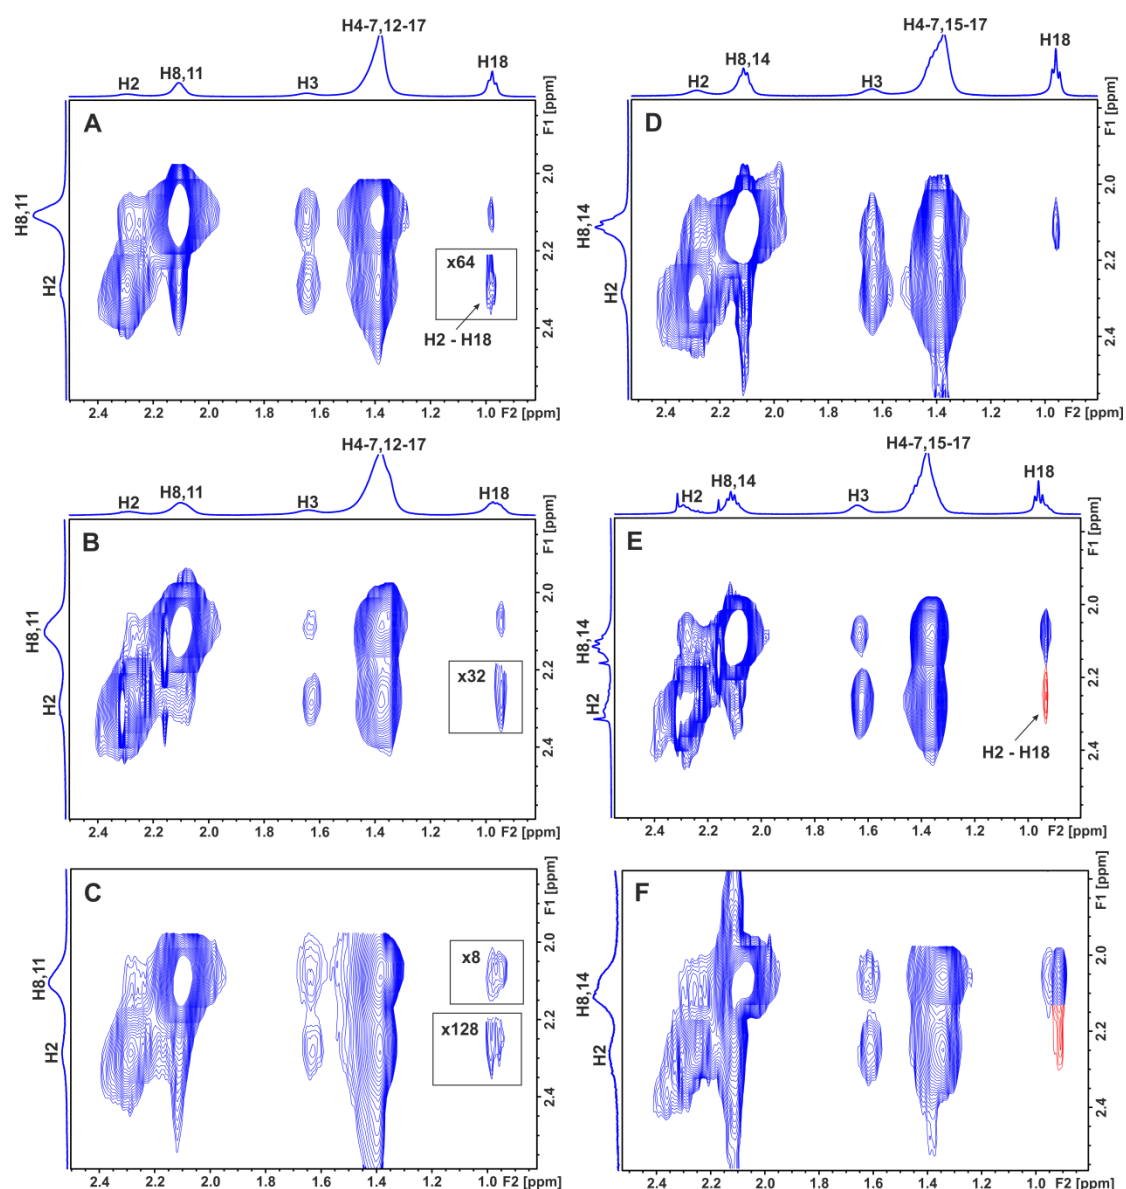 H4-7,12-17
H2
H8,11
H3
H18
A
F1 [ppm]
2.0
2.2
2.4
H8,11
H2
x64
H2 - H18
2.4
2.2
2.0
1.8
1.6
1.4
1.2
1.0
F2 [ppm]
H4-7,15-17
H2
H8,14
H3
H18
D
F1 [ppm]
2.0
2.2
2.4
H8,14
H2
2.4
2.2
2.0
1.8
1.6
1.4
1.2
1.0
F2 [ppm]
H4-7,12-17
H2
H8,11
H3
H18
B
F1 [ppm]
2.0
2.2
2.4
H8,11
H2
x32
2.4
2.2
2.0
1.8
1.6
1.4
1.2
1.0
F2 [ppm]
H4-7,15-17
H2
H8,14
H3
H18
E
F1 [ppm]
2.0
2.2
2.4
H8,14
H2
H2 - H18
2.4
2.2
2.0
1.8
1.6
1.4
1.2
1.0
F2 [ppm]
C
F1 [ppm]
2.0
2.2
2.4
H8,11
H2
x8
x128
2.4
2.2
2.0
1.8
1.6
1.4
1.2
1.0
F2 [ppm]
F
F1 [ppm]
2.0
2.2
2.4
H8,14
H2
2.4
2.2
2.0
1.8
1.6
1.4
1.2
1.0
F2 [ppm]